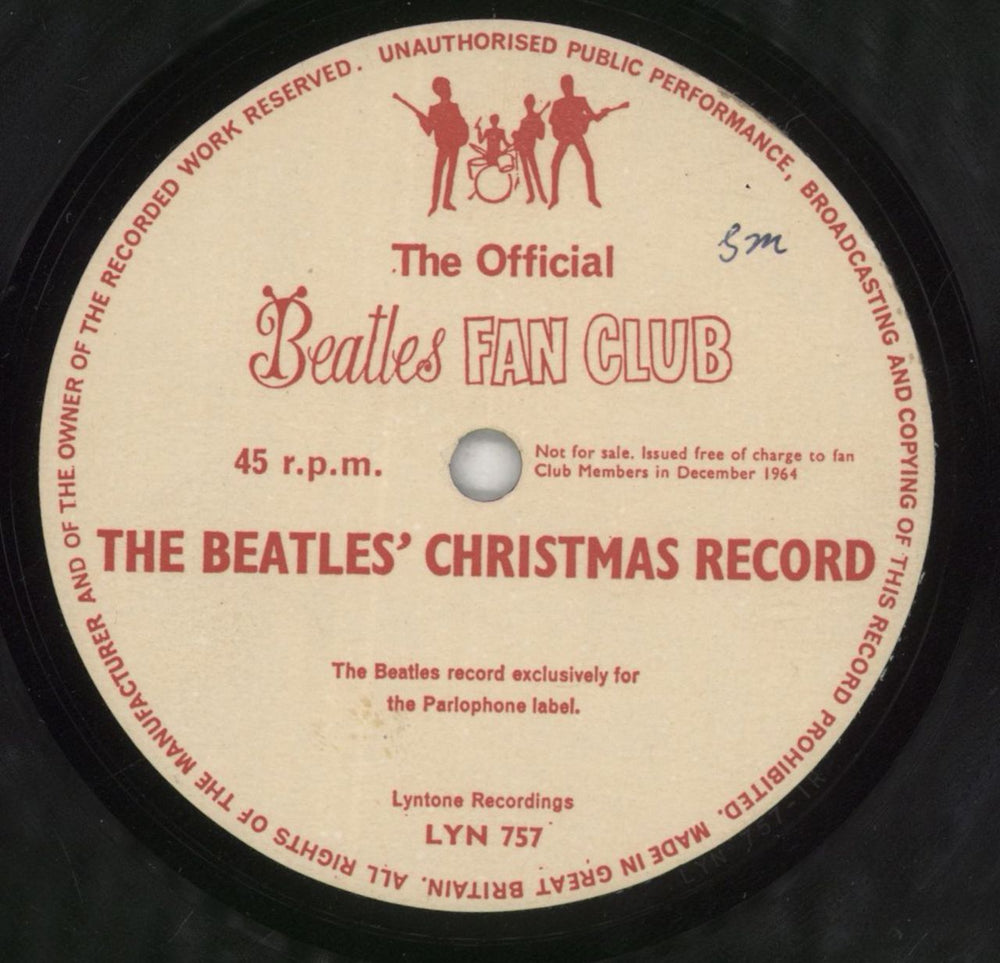 UNAUTHORISED PUBLIC PERFORMANCE, BROADCASTING AND COPYING OF THIS RECORD PROHIBITED. MADE IN GREAT BRITAIN. ALL RIGHTS OF THE MANUFACTURER AND OF THE OWNER OF THE RECORDED WORK RESERVED.
The Official
Beatles FAN CLUB
Sm
45 r.p.m.
Not for sale. Issued free of charge to fan
Club Members in December 1964
THE BEATLES' CHRISTMAS RECORD
The Beatles record exclusively for
the Parlophone label.
Lyntone Recordings
LYN 757